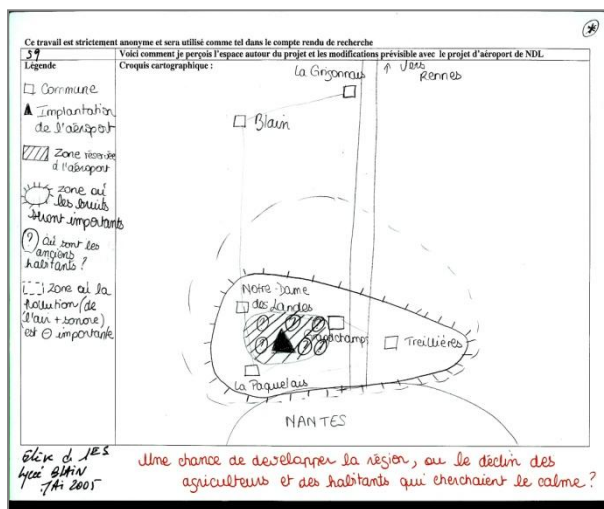 Ce travail est strictement anonyme et sera utilisé comme tel dans le compte rendu de recherche
59
Voici comment je perçois l'espace autour du projet et les modifications prévisible avec le projet d'aéroport de NDL
Légende
Commune
Implantation
de l'aéroport
Zone réservée
à l'aéroport
zone où
les bruits
seront importants
? où sont les
anciens
habitants ?
zone où la
pollution (de
l'air + sonore)
est ⊖ importante
Croquis cartographique :
La Grigonnais
↑ Vers
Rennes
Blain
Notre-Dame
des Landes
? ? ?
? ? ?
Treillières
La Paquelais
NANTES
élève de 1ES
lycée BLAIN
2005
Une chance de developper la région, ou le déclin des
agriculteurs et des habitants qui cherchaient le calme ?